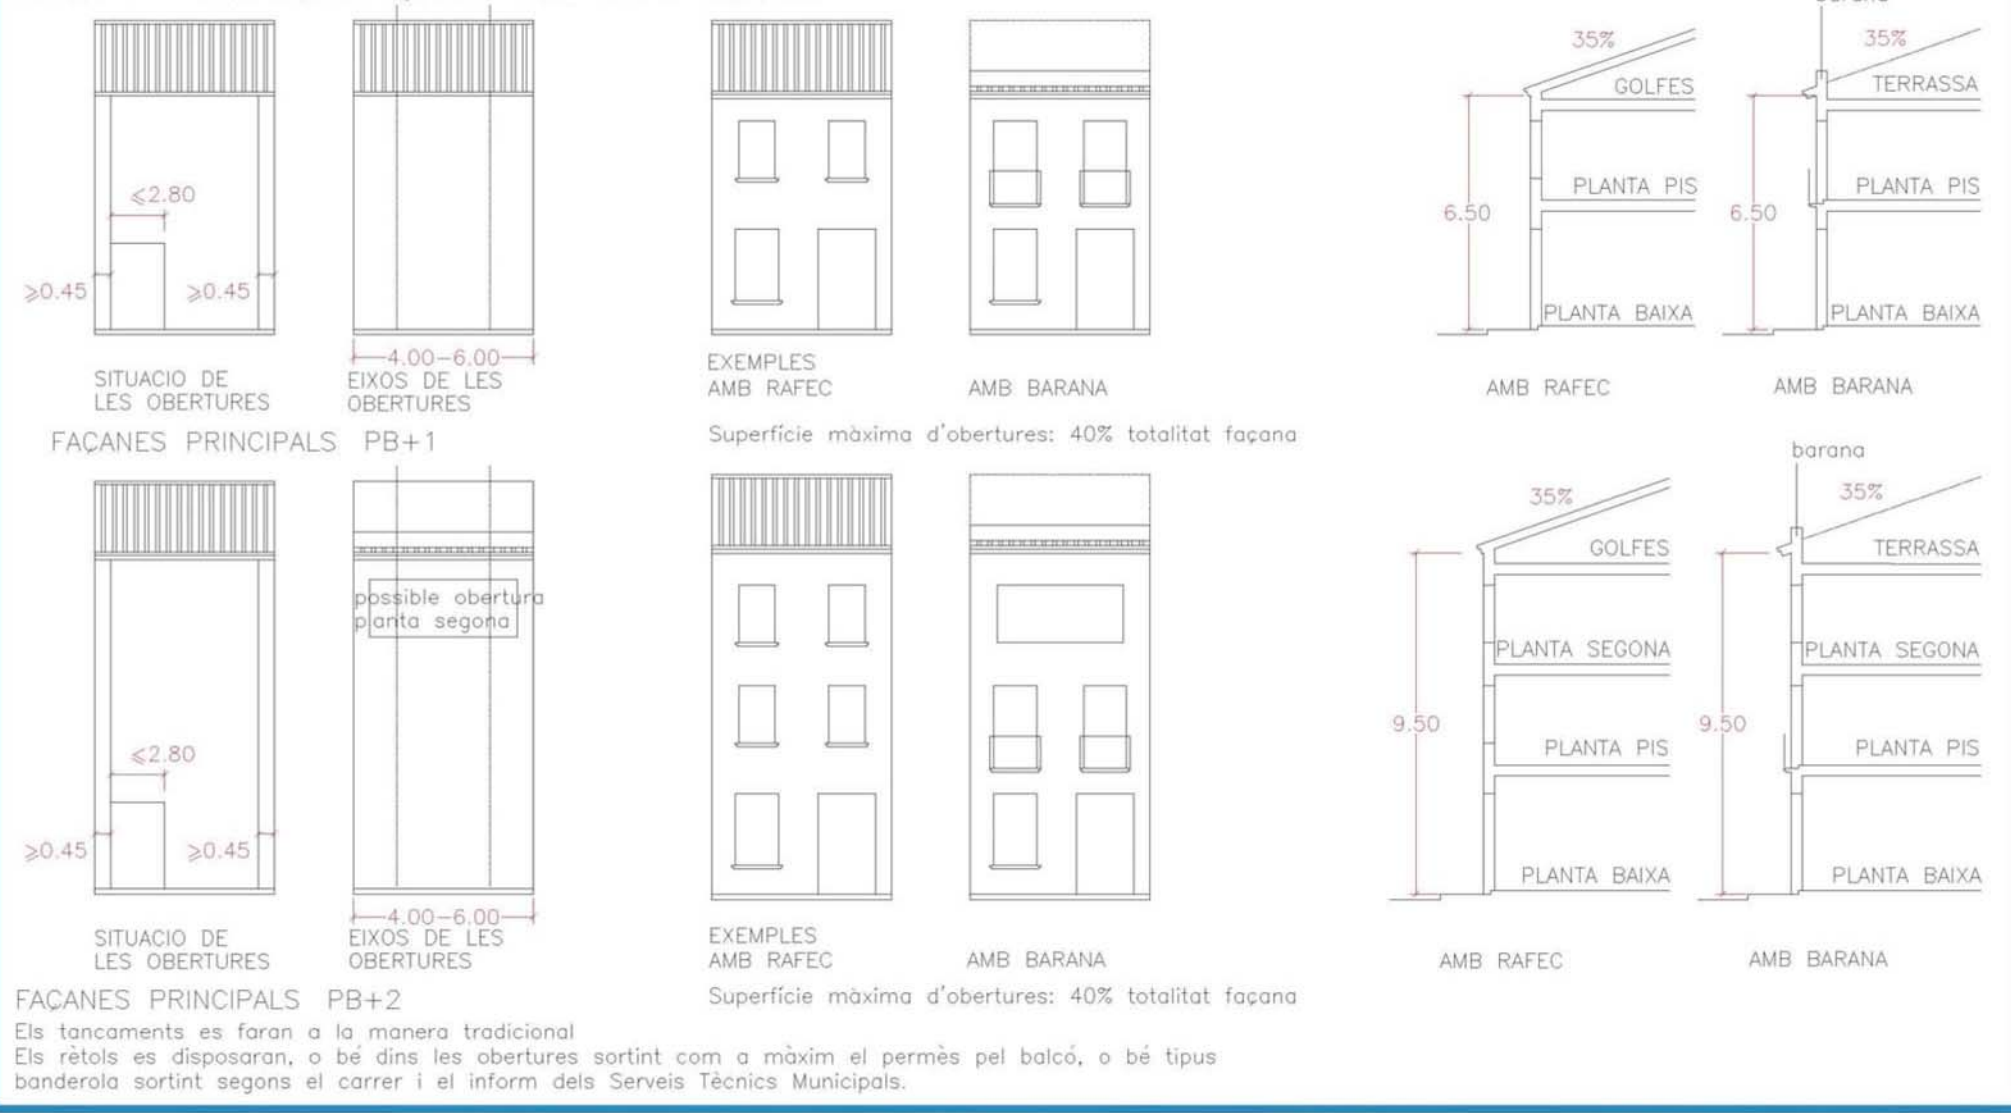 barana
35%
35%
GOLFES
TERRASSA
≤2.80
PLANTA PIS
PLANTA PIS
6.50
6.50
≥0.45
≥0.45
PLANTA BAIXA
PLANTA BAIXA
4.00-6.00
SITUACIO DE
LES OBERTURES
EIXOS DE LES
OBERTURES
EXEMPLES
AMB RAFEC
AMB BARANA
AMB RAFEC
AMB BARANA
FAÇANES PRINCIPALS PB+1
Superfície màxima d'obertures: 40% totalitat façana
barana
35%
35%
GOLFES
TERRASSA
possible obertura
planta segona
PLANTA SEGONA
PLANTA SEGONA
≤2.80
9.50
9.50
PLANTA PIS
PLANTA PIS
≥0.45
≥0.45
PLANTA BAIXA
PLANTA BAIXA
4.00-6.00
SITUACIO DE
LES OBERTURES
EIXOS DE LES
OBERTURES
EXEMPLES
AMB RAFEC
AMB BARANA
AMB RAFEC
AMB BARANA
FAÇANES PRINCIPALS PB+2
Superfície màxima d'obertures: 40% totalitat façana
Els tancaments es faran a la manera tradicional
Els rètols es disposaran, o bé dins les obertures sortint com a màxim el permès pel balcó, o bé tipus
banderola sortint segons el carrer i el inform dels Serveis Tècnics Municipals.